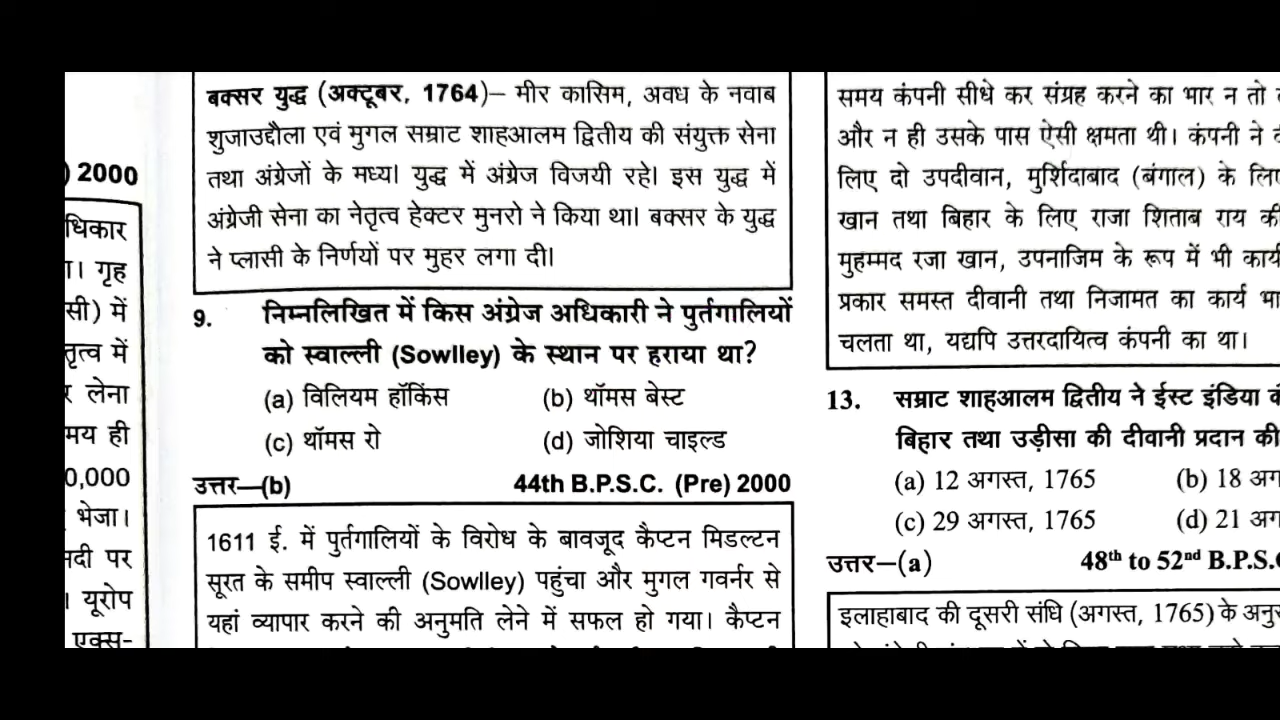 ) 2000
धिकार
ा। गृह
सी) में
तृत्व में
लेना
मय ही
0,000
भेजा।
नदी पर
। यूरोप
एक्स-
बक्सर युद्ध (अक्टूबर, 1764)– मीर कासिम, अवध के नवाब
शुजाउद्दौला एवं मुगल सम्राट शाहआलम द्वितीय की संयुक्त सेना
तथा अंग्रेजों के मध्य। युद्ध में अंग्रेज विजयी रहे। इस युद्ध में
अंग्रेजी सेना का नेतृत्व हेक्टर मुनरो ने किया था। बक्सर के युद्ध
ने प्लासी के निर्णयों पर मुहर लगा दी।
9. निम्नलिखित में किस अंग्रेज अधिकारी ने पुर्तगालियों
को स्वाल्ली (Sowlley) के स्थान पर हराया था?
(a) विलियम हॉकिंस (b) थॉमस बेस्ट
(c) थॉमस रो (d) जोशिया चाइल्ड
उत्तर—(b) 44th B.P.S.C. (Pre) 2000
1611 ई. में पुर्तगालियों के विरोध के बावजूद कैप्टन मिडल्टन
सूरत के समीप स्वाल्ली (Sowlley) पहुंचा और मुगल गवर्नर से
यहां व्यापार करने की अनुमति लेने में सफल हो गया। कैप्टन
समय कंपनी सीधे कर संग्रह करने का भार न तो
और न ही उसके पास ऐसी क्षमता थी। कंपनी ने
लिए दो उपदीवान, मुर्शिदाबाद (बंगाल) के लिए
खान तथा बिहार के लिए राजा शिताब राय की
मुहम्मद रजा खान, उपनाजिम के रूप में भी कार्य
प्रकार समस्त दीवानी तथा निजामत का कार्य भा
चलता था, यद्यपि उत्तरदायित्व कंपनी का था।
13. सम्राट शाहआलम द्वितीय ने ईस्ट इंडिया
बिहार तथा उड़ीसा की दीवानी प्रदान की
(a) 12 अगस्त, 1765 (b) 18 अग
(c) 29 अगस्त, 1765 (d) 21 अग
उत्तर—(a) 48th to 52nd B.P.S.C
इलाहाबाद की दूसरी संधि (अगस्त, 1765) के अनु